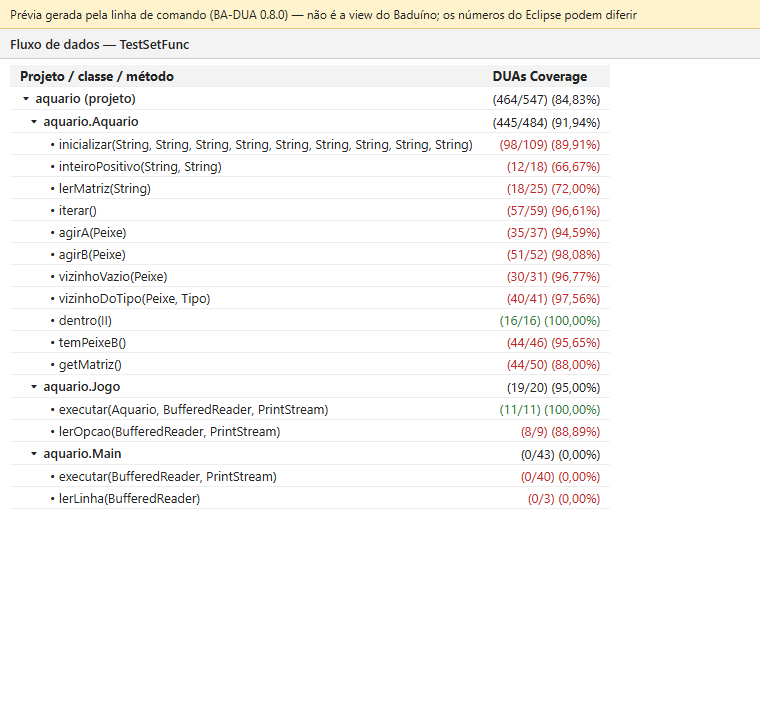 Prévia gerada pela linha de comando (BA-DUA 0.8.0) — não é a view do Baduíno; os números do Eclipse podem diferir
Fluxo de dados — TestSetFunc
Projeto / classe / método DUAs Coverage
▾ aquario (projeto) (464/547) (84,83%)
▾ aquario.Aquario (445/484) (91,94%)
• inicializar(String, String, String, String, String, String, String, String, String) (98/109) (89,91%)
• inteiroPositivo(String, String) (12/18) (66,67%)
• lerMatriz(String) (18/25) (72,00%)
• iterar() (57/59) (96,61%)
• agirA(Peixe) (35/37) (94,59%)
• agirB(Peixe) (51/52) (98,08%)
• vizinhoVazio(Peixe) (30/31) (96,77%)
• vizinhoDoTipo(Peixe, Tipo) (40/41) (97,56%)
• dentro(II) (16/16) (100,00%)
• temPeixeB() (44/46) (95,65%)
• getMatriz() (44/50) (88,00%)
▾ aquario.Jogo (19/20) (95,00%)
• executar(Aquario, BufferedReader, PrintStream) (11/11) (100,00%)
• lerOpcao(BufferedReader, PrintStream) (8/9) (88,89%)
▾ aquario.Main (0/43) (0,00%)
• executar(BufferedReader, PrintStream) (0/40) (0,00%)
• lerLinha(BufferedReader) (0/3) (0,00%)